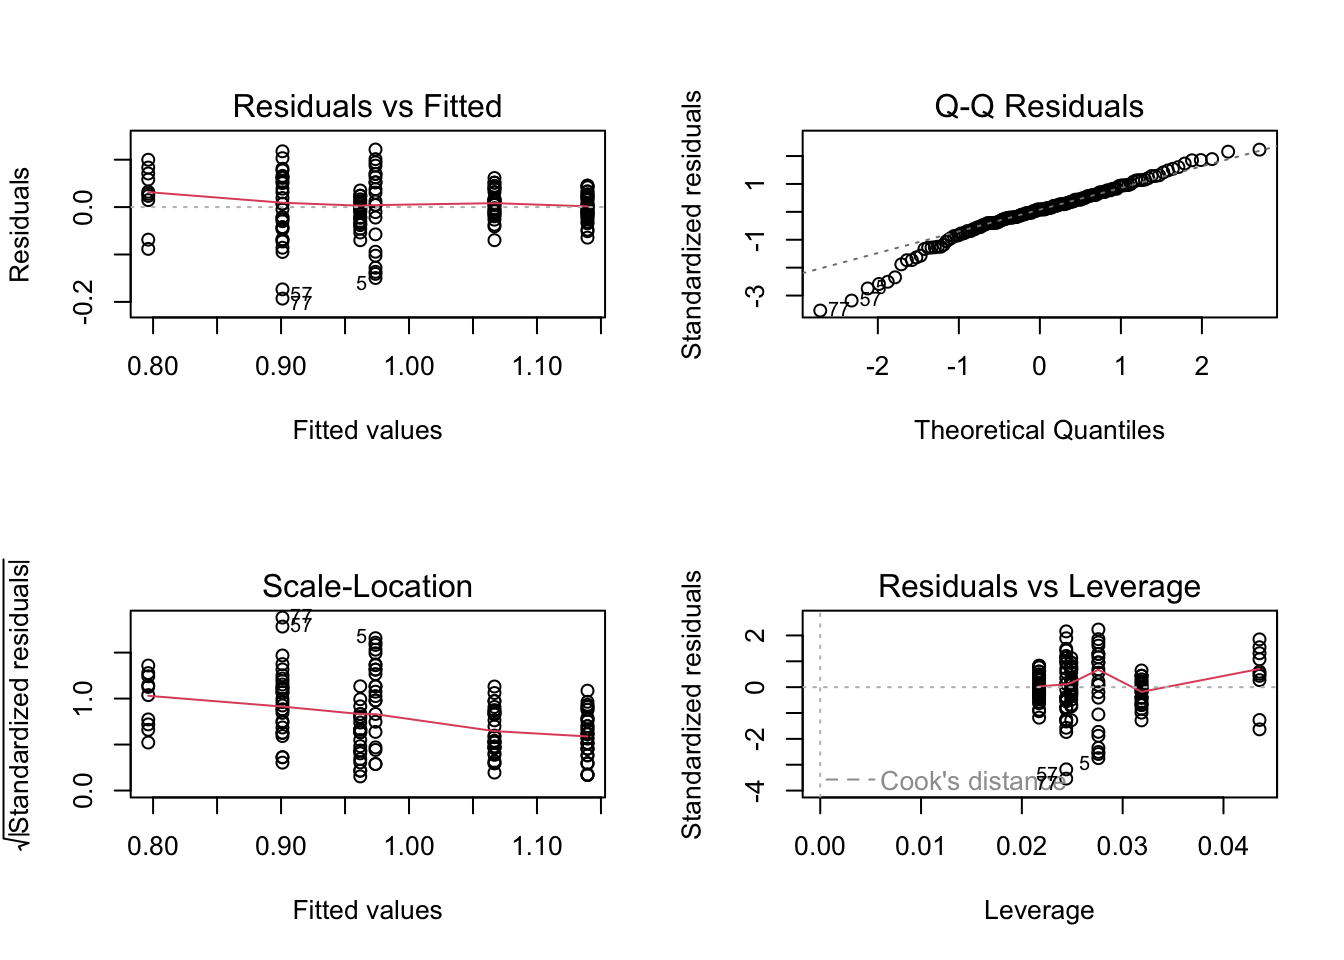 Residuals vs Fitted
Residuals
0.0
-0.2
57
77
5
0.80 0.90 1.00 1.10
Fitted values
Q-Q Residuals
Standardized residuals
1
-1
-3
77
57
5
-2 -1 0 1 2
Theoretical Quantiles
Scale-Location
√|Standardized residuals|
1.0
0.0
77
57
5
0.80 0.90 1.00 1.10
Fitted values
Residuals vs Leverage
Standardized residuals
2
0
-2
-4
57
77
5
Cook's distance
0.00 0.01 0.02 0.03 0.04
Leverage